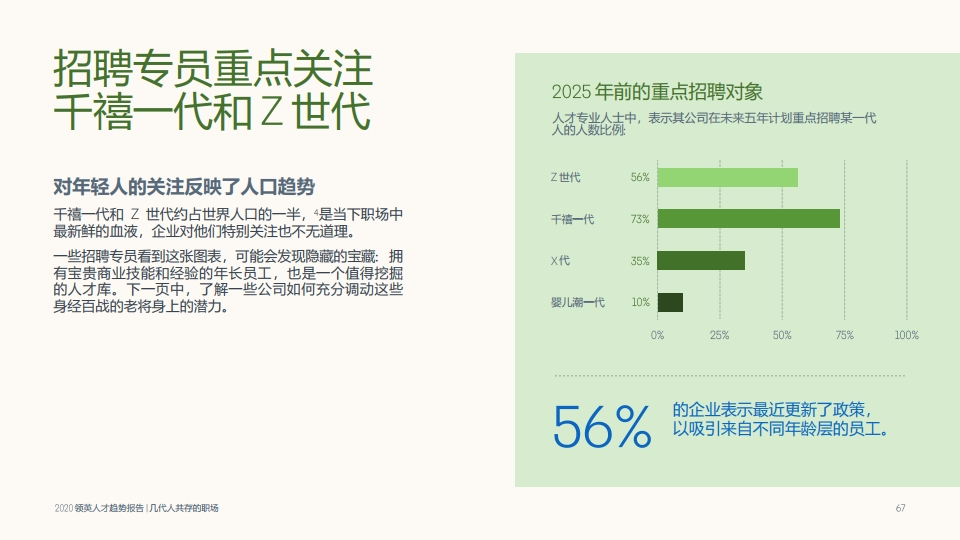 招聘专员重点关注
千禧一代和 Z 世代
对年轻人的关注反映了人口趋势
千禧一代和 Z 世代约占世界人口的一半，4是当下职场中
最新鲜的血液，企业对他们特别关注也不无道理。
一些招聘专员看到这张图表，可能会发现隐藏的宝藏：拥
有宝贵商业技能和经验的年长员工，也是一个值得挖掘
的人才库。下一页中，了解一些公司如何充分调动这些
身经百战的老将身上的潜力。
2025 年前的重点招聘对象
人才专业人士中，表示其公司在未来五年计划重点招聘某一代
人的人数比例:
Z 世代 56%
千禧一代 73%
X 代 35%
婴儿潮一代 10%
0% 25% 50% 75% 100%
56%
的企业表示最近更新了政策，
以吸引来自不同年龄层的员工。
2020 领英人才趋势报告 | 几代人共存的职场
67